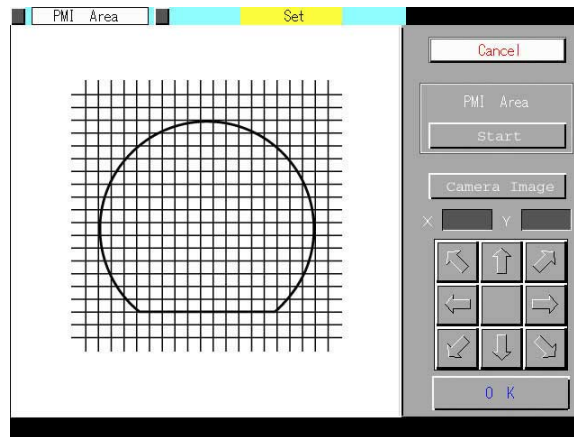 PMI Area Set
Cancel
PMI Area
Start
Camera Image
X Y
O K